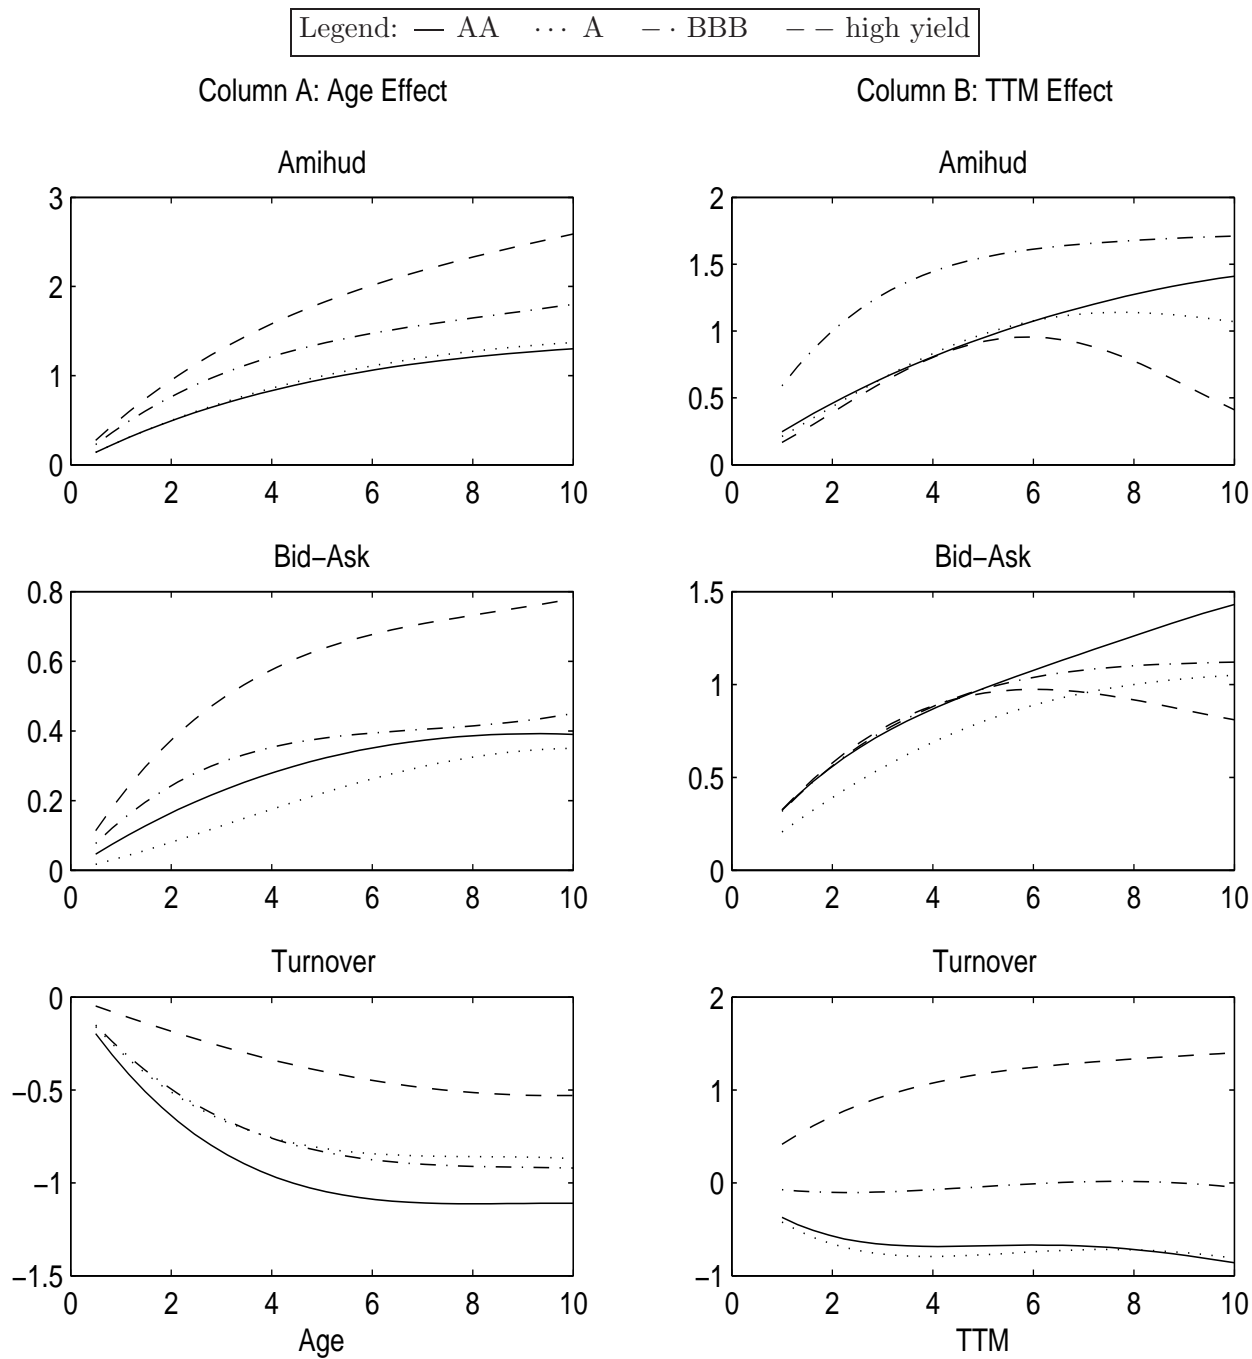 Legend: — AA ··· A − · BBB − − high yield
Column A: Age Effect
Column B: TTM Effect
Amihud
Amihud
3
2
1
0
0 2 4 6 8 10
2
1.5
1
0.5
0
0 2 4 6 8 10
Bid−Ask
Bid−Ask
0.8
0.6
0.4
0.2
0
0 2 4 6 8 10
1.5
1
0.5
0
0 2 4 6 8 10
Turnover
Turnover
0
−0.5
−1
−1.5
0 2 4 6 8 10
Age
2
1
0
−1
0 2 4 6 8 10
TTM